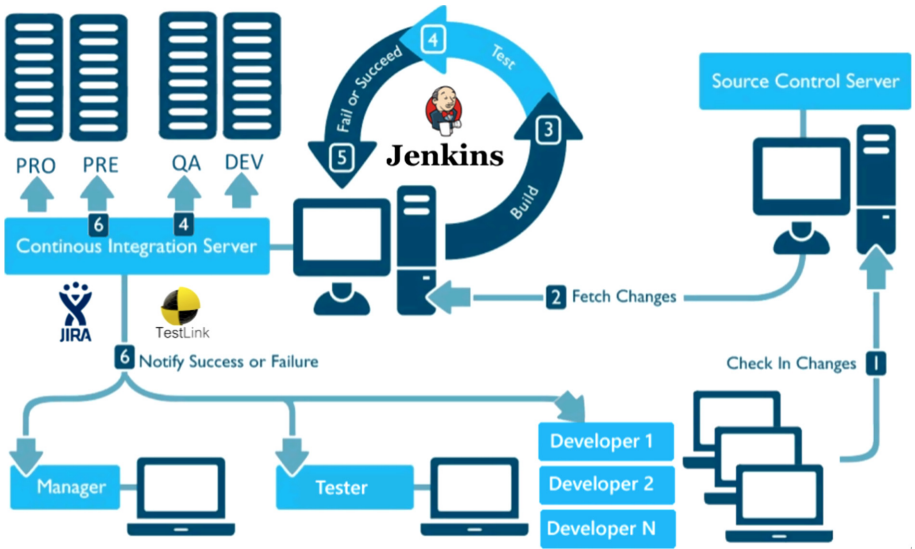 PRO
PRE
QA
DEV
6
4
Continous Integration Server
JIRA
TestLink
6
Notify Success or Failure
Manager
Tester
Developer 1
Developer 2
Developer N
4
Test
Fail or Succeed
5
Jenkins
3
Build
2
Fetch Changes
Source Control Server
Check In Changes
1